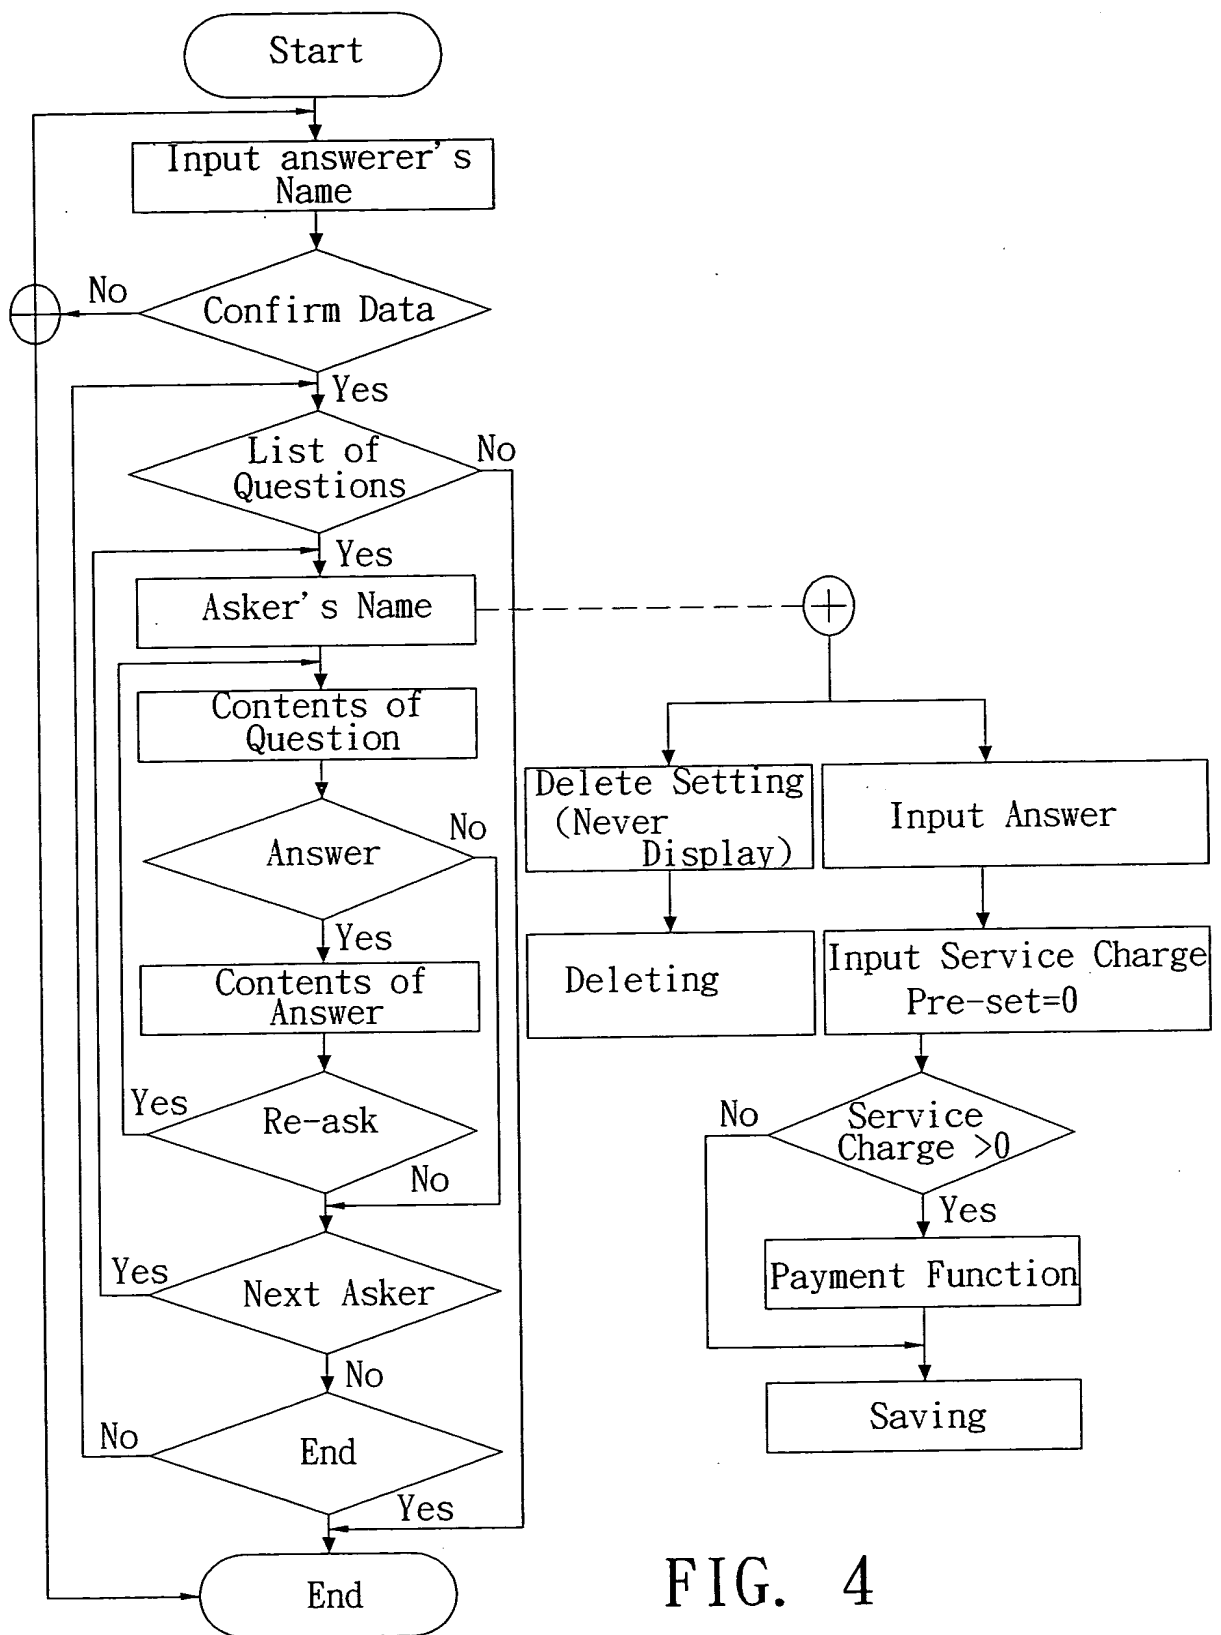 Start
Input answerer's
Name
No
Confirm Data
Yes
List of
Questions
No
Yes
Asker's Name
Contents of
Question
Answer
No
Yes
Contents of
Answer
Yes
Re-ask
No
Yes
Next Asker
No
No
End
Yes
End
Delete Setting
(Never
Display)
Deleting
Input Answer
Input Service Charge
Pre-set=0
No
Service
Charge >0
Yes
Payment Function
Saving
FIG. 4